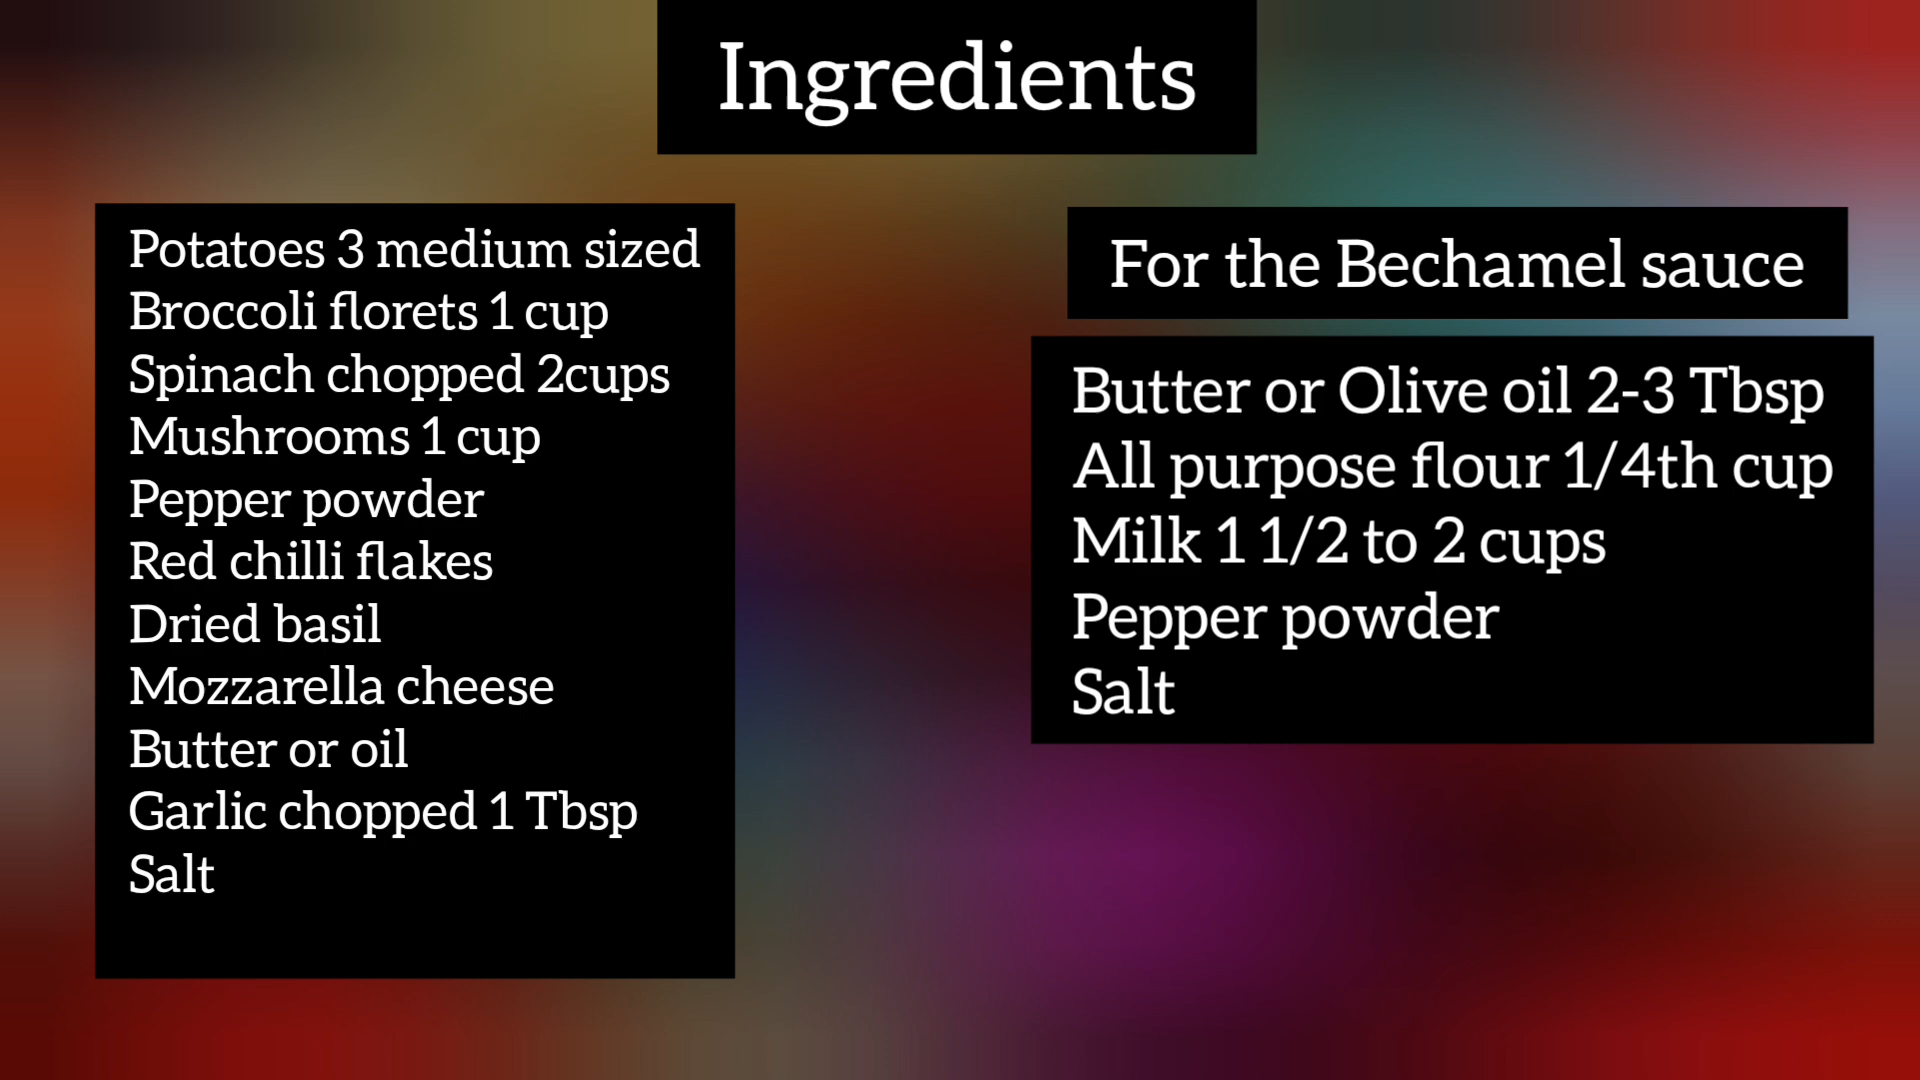 Ingredients
Potatoes 3 medium sized
Broccoli florets 1 cup
Spinach chopped 2cups
Mushrooms 1 cup
Pepper powder
Red chilli flakes
Dried basil
Mozzarella cheese
Butter or oil
Garlic chopped 1 Tbsp
Salt
For the Bechamel sauce
Butter or Olive oil 2-3 Tbsp
All purpose flour 1/4th cup
Milk 1 1/2 to 2 cups
Pepper powder
Salt